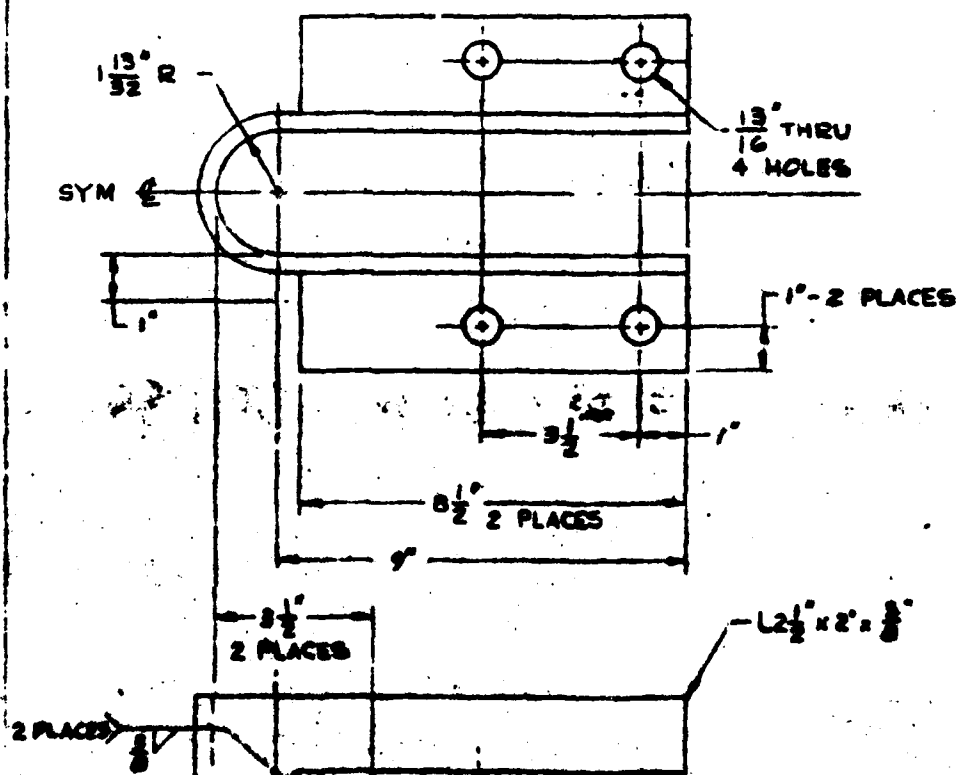 1 13/32" R
13/16" THRU
4 HOLES
SYM ℄
1"
1"-2 PLACES
3 1/2
1"
8 1/2" 2 PLACES
9"
3 1/2"
2 PLACES
L2 1/2" x 2" x 3/8"
2 PLACES
3/8